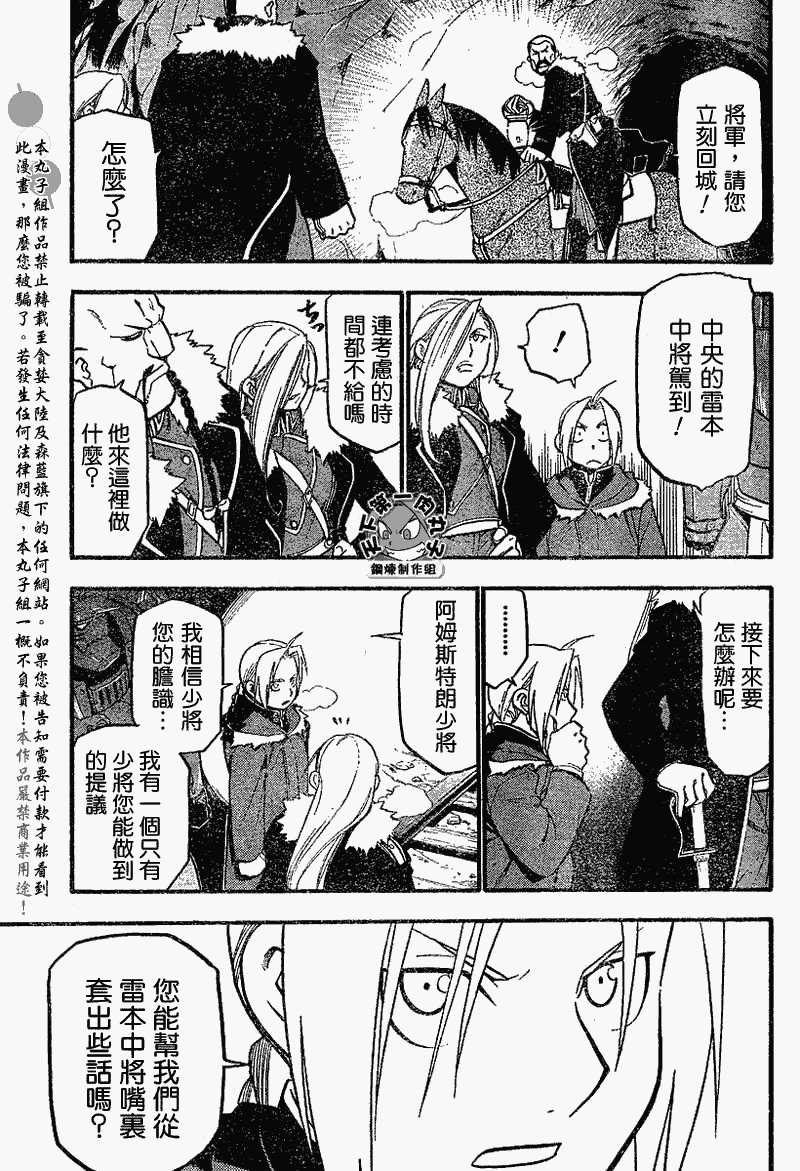 將軍，請您
立刻回城！
怎麼了？
中央的雷本
中將駕到！
！
連考慮的時
間都不給嗎
ちっ
他來這裡做
什麼？
接下來要
怎麼辦呢…
………
阿姆斯特朗少將
我相信少將
您的膽識…
我有一個只有
少將您能做到
的提議
您能幫我們從
雷本中將嘴裏
套出些話嗎？
天下第一肉丸子
鋼煉制作組
本丸子組作品禁止轉載至貪婪大陸及森藍旗下的任何網站。如果您被告知需要付款才能看到
此漫畫，那麼您被騙了。若發生任何法律問題，本丸子組一概不負責！本作品嚴禁商業用途！